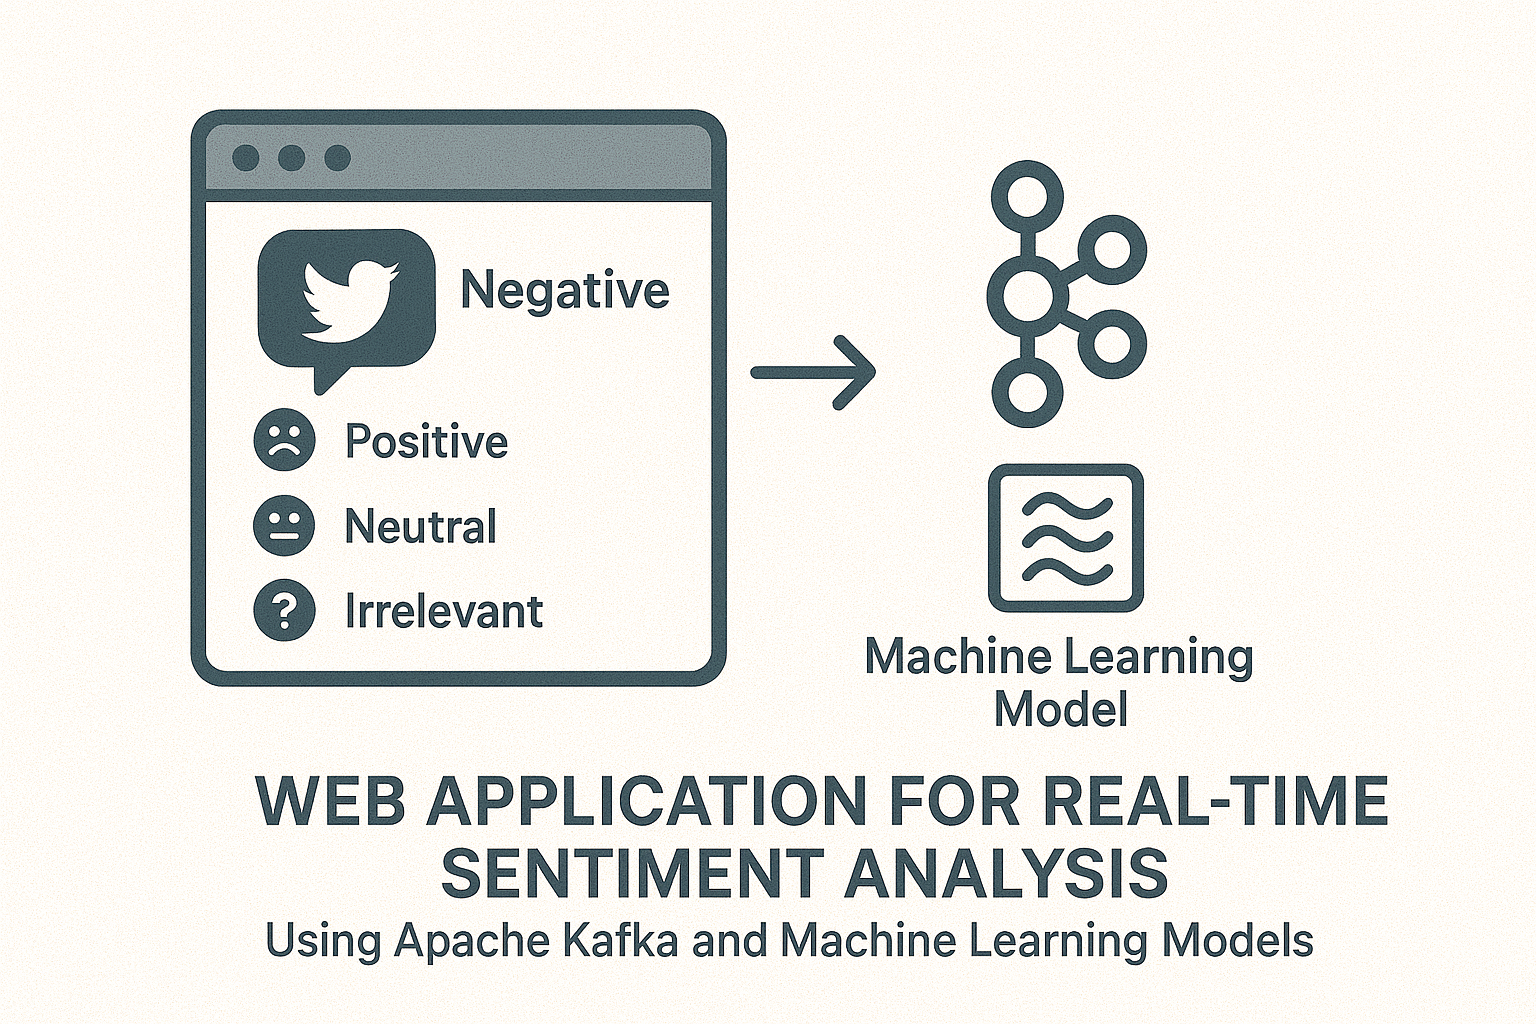 Negative
Positive
Neutral
? Irrelevant
Machine Learning
Model
WEB APPLICATION FOR REAL-TIME
SENTIMENT ANALYSIS
Using Apache Kafka and Machine Learning Models